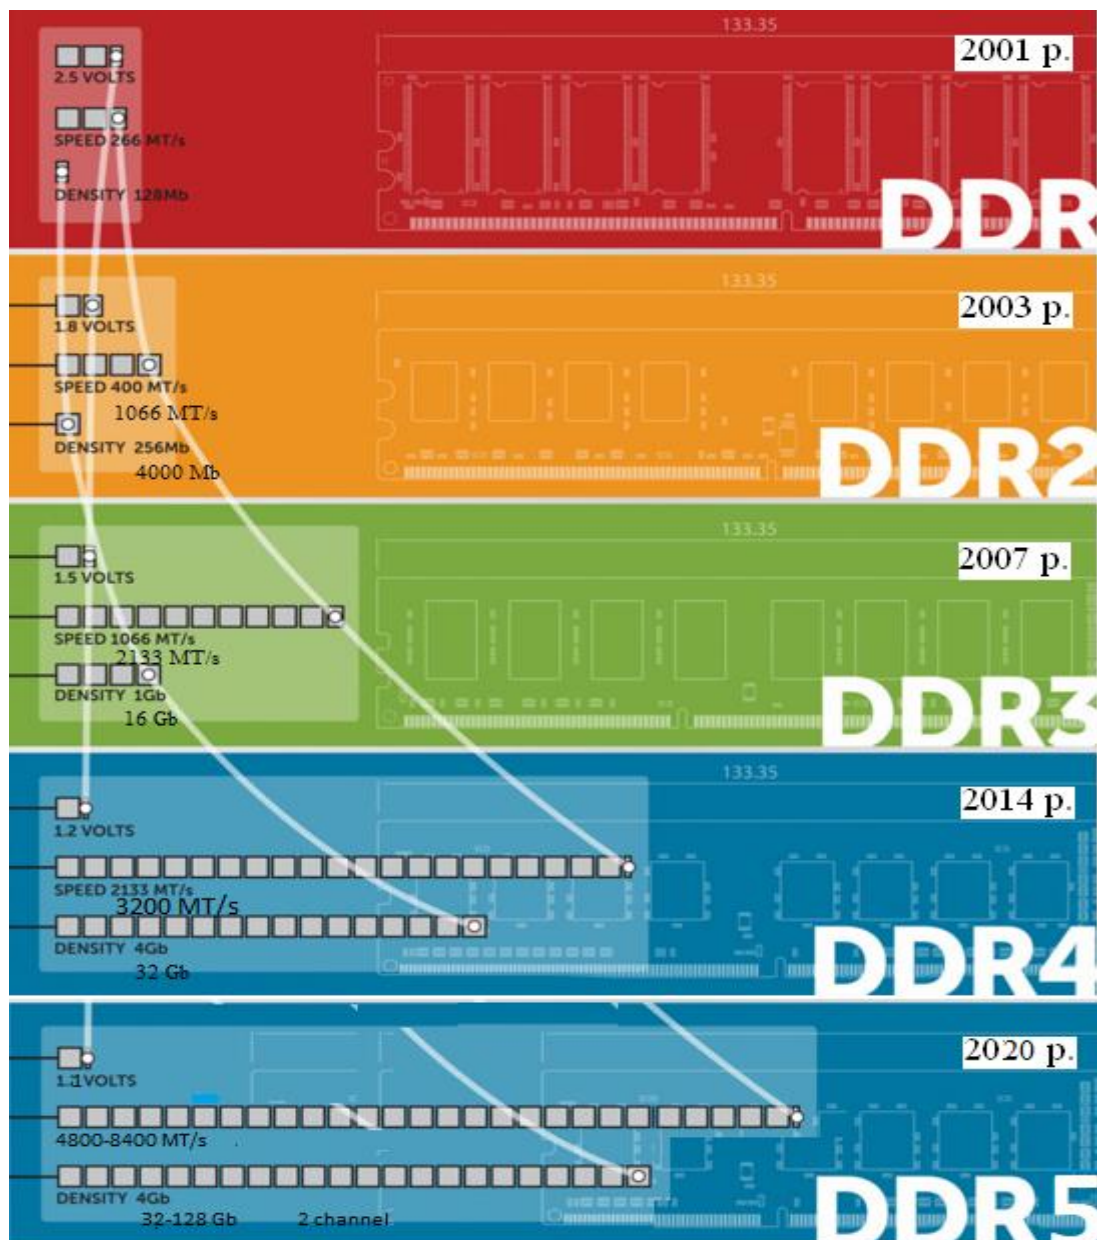 133.35
2001 р.
2.5 VOLTS
SPEED 266 MT/s
DENSITY 128Mb
DDR
133.35
2003 р.
1.8 VOLTS
SPEED 400 MT/s
1066 MT/s
DENSITY 256Mb
4000 Mb
DDR2
133.35
2007 р.
1.5 VOLTS
SPEED 1066 MT/s
2133 MT/s
DENSITY 1Gb
16 Gb
DDR3
133.35
2014 р.
1.2 VOLTS
SPEED 2133 MT/s
3200 MT/s
DENSITY 4Gb
32 Gb
DDR4
2020 р.
1.1VOLTS
4800-8400 MT/s
DENSITY 4Gb
32-128 Gb 2 channel
DDR5